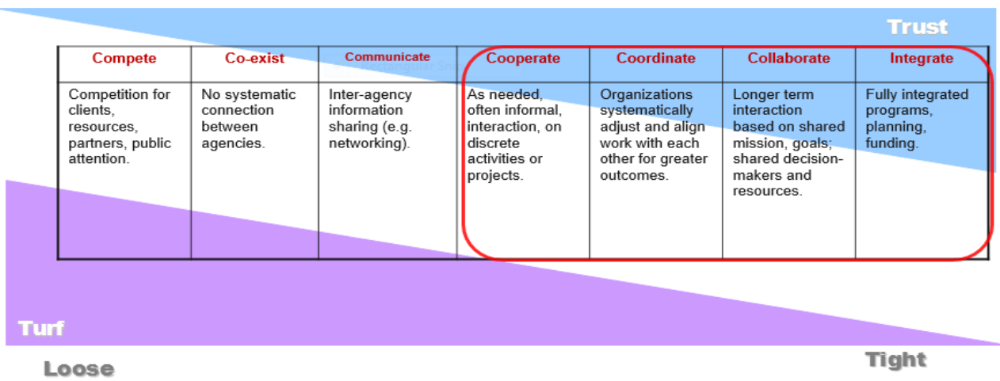 Trust
Compete
Co-exist
Communicate
Cooperate
Coordinate
Collaborate
Integrate
Competition for
clients,
resources,
partners, public
attention.
No systematic
connection
between
agencies.
Inter-agency
information
sharing (e.g.
networking).
As needed,
often informal,
interaction, on
discrete
activities or
projects.
Organizations
systematically
adjust and align
work with each
other for greater
outcomes.
Longer term
interaction
based on shared
mission, goals;
shared decision-
makers and
resources.
Fully integrated
programs,
planning,
funding.
Turf
Loose
Tight